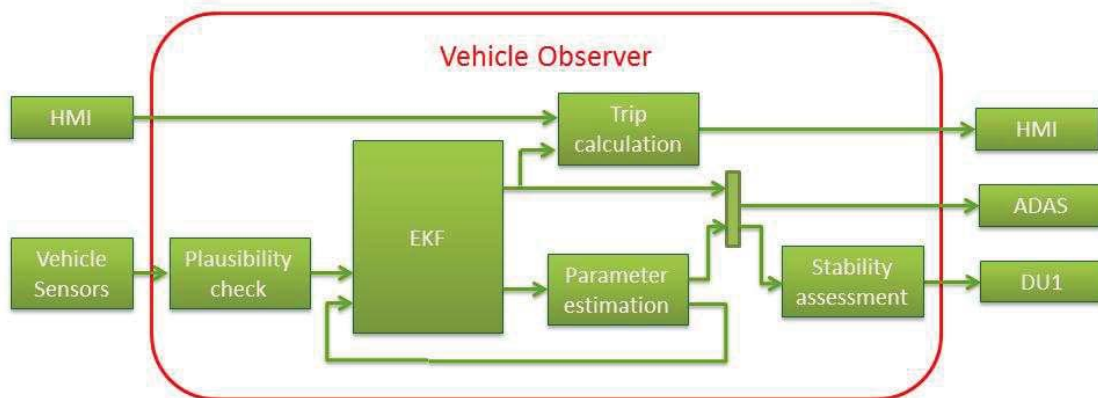 Vehicle Observer
HMI
Trip
calculation
HMI
ADAS
EKF
Vehicle
Sensors
Plausibility
check
Parameter
estimation
Stability
assessment
DU1